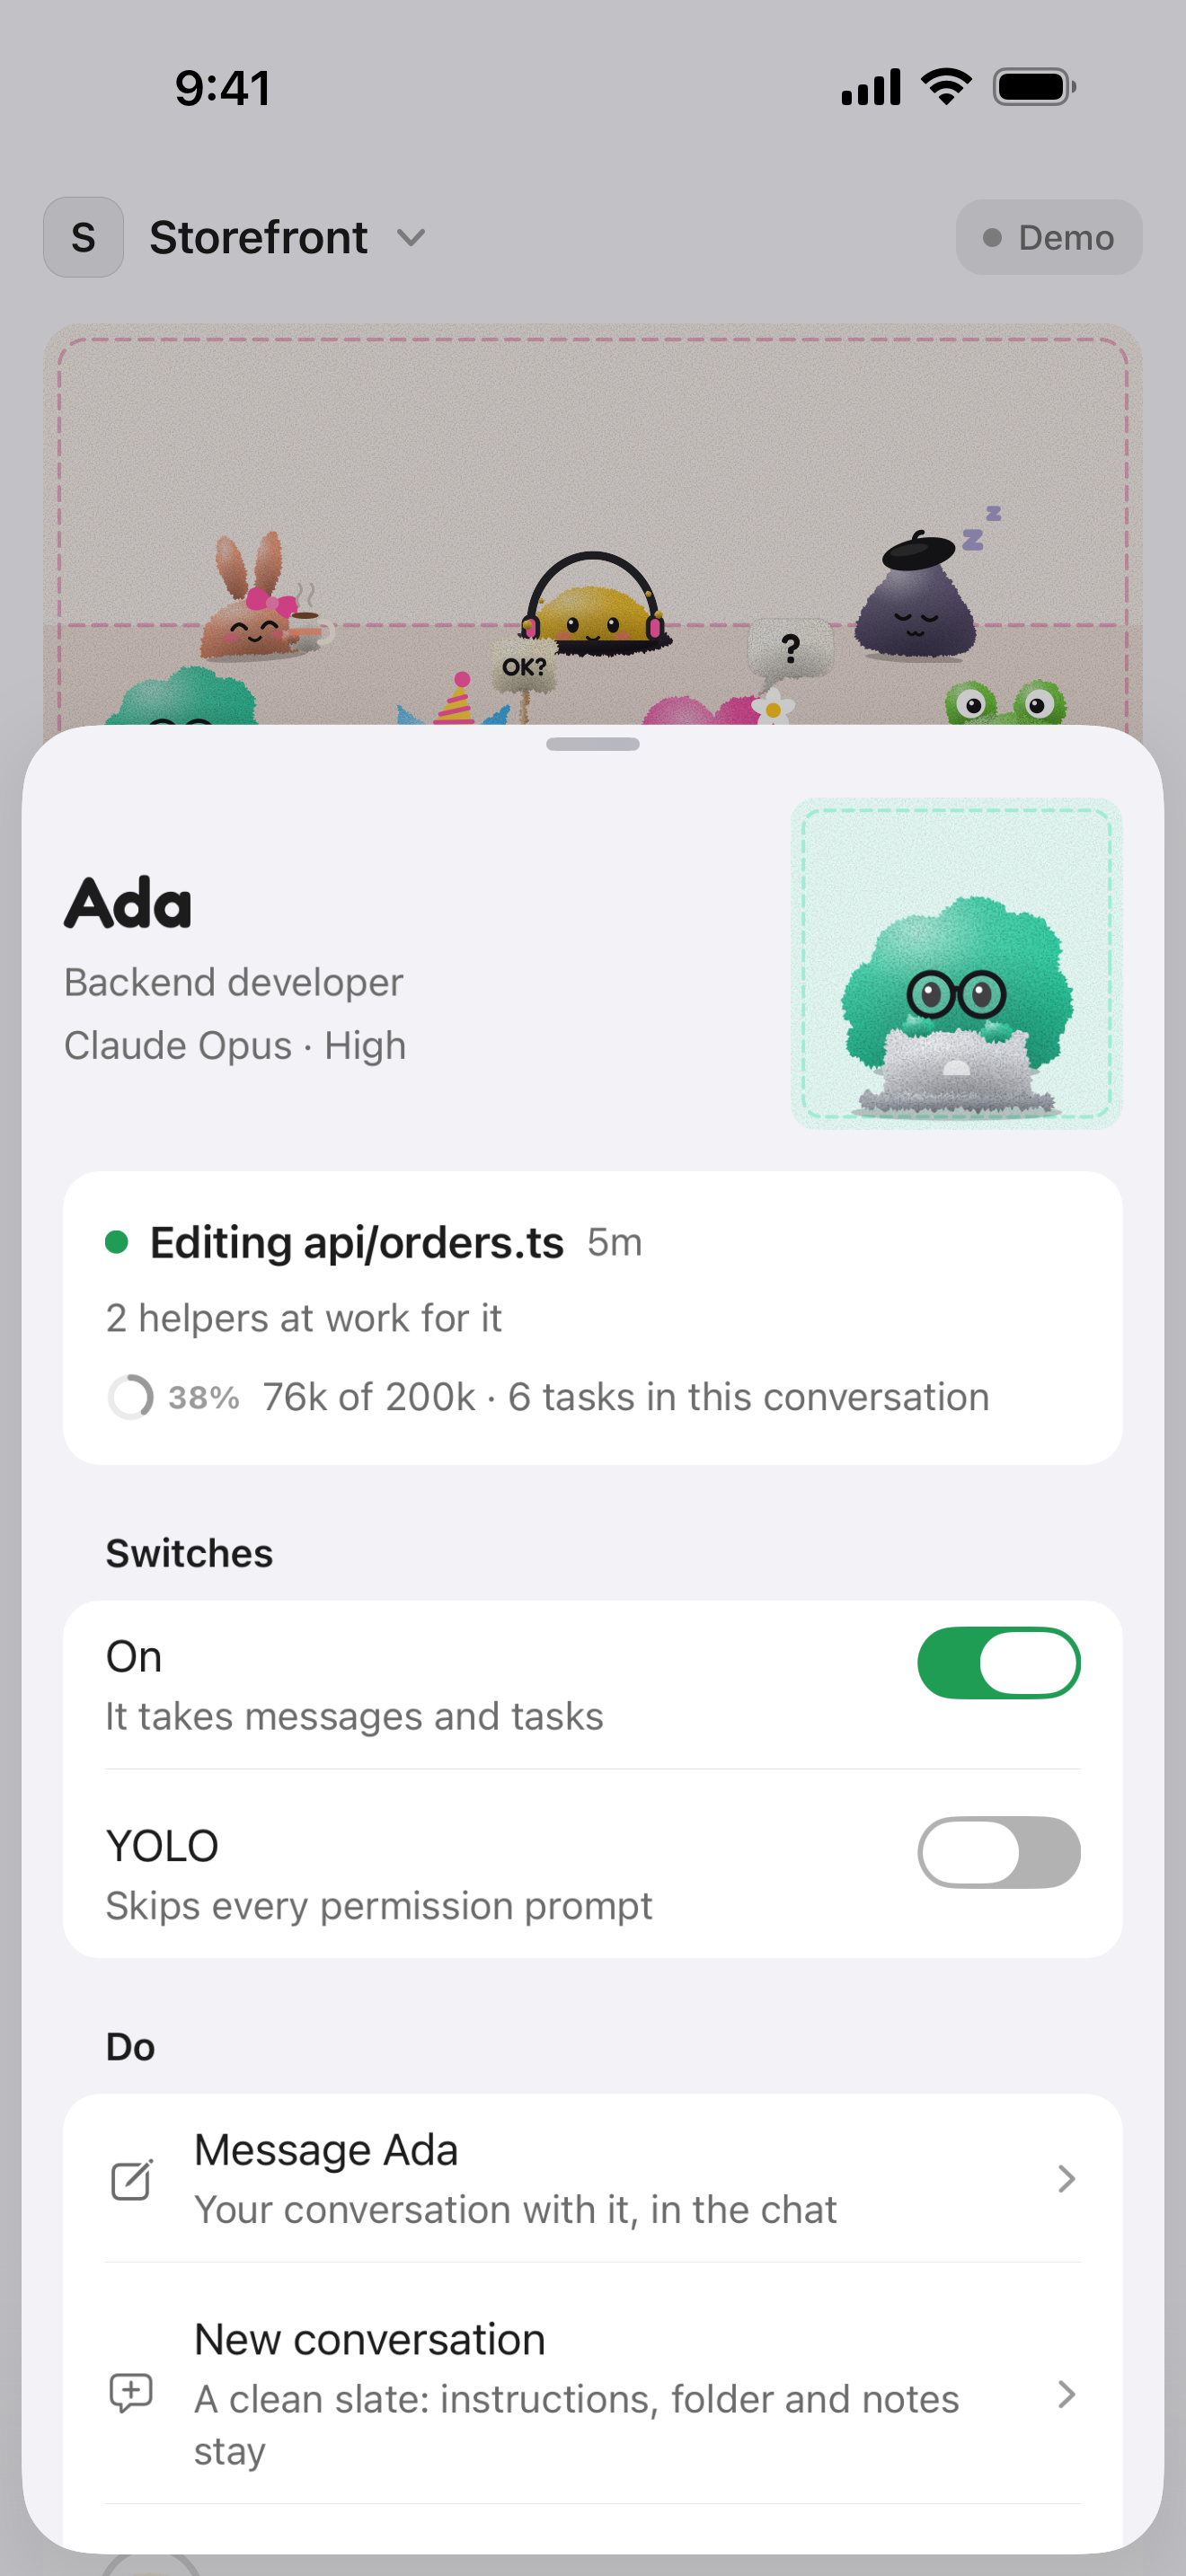 9:41
S Storefront
Demo
z
z
OK?
?
Ada
Backend developer
Claude Opus · High
Editing api/orders.ts 5m
2 helpers at work for it
38% 76k of 200k · 6 tasks in this conversation
Switches
On
It takes messages and tasks
YOLO
Skips every permission prompt
Do
Message Ada
Your conversation with it, in the chat
New conversation
A clean slate: instructions, folder and notes
stay